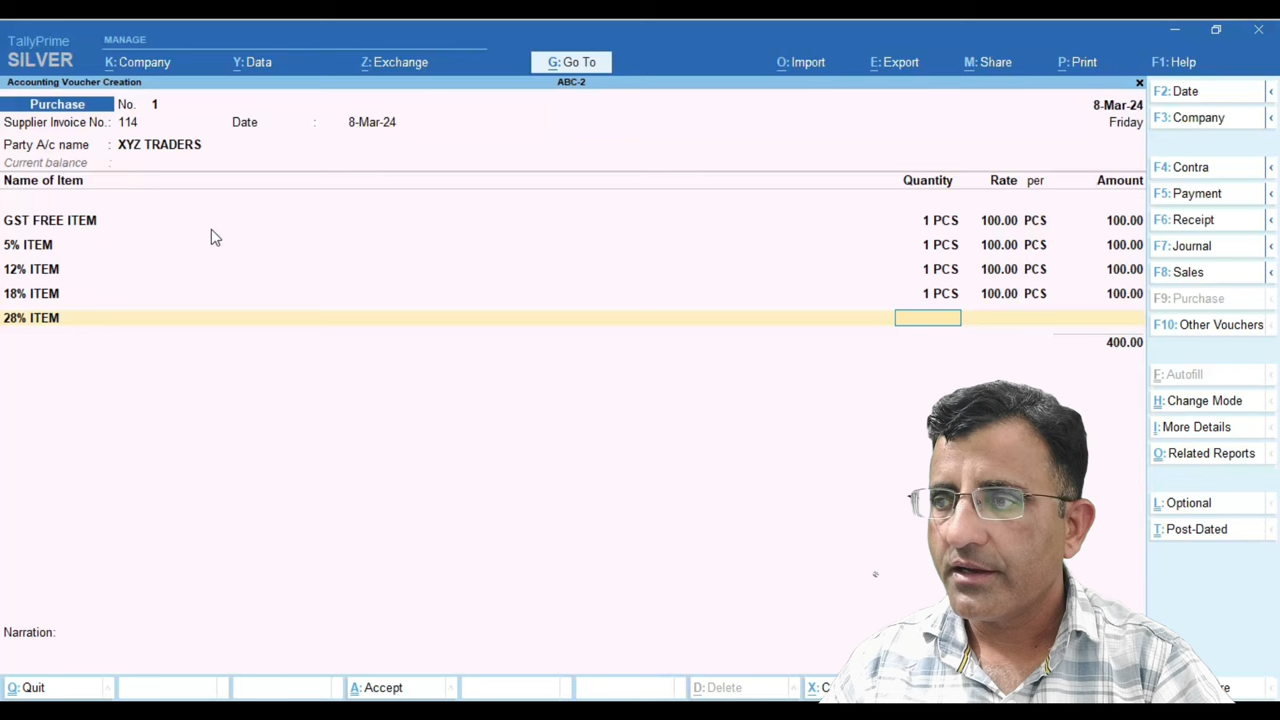 TallyPrime
MANAGE
SILVER
K: Company
Y: Data
Z: Exchange
G: Go To
O: Import
E: Export
M: Share
P: Print
F1: Help
Accounting Voucher Creation
ABC-2
Purchase No. 1
8-Mar-24
Supplier Invoice No.: 114 Date : 8-Mar-24
Friday
Party A/c name : XYZ TRADERS
Current balance :
Name of Item Quantity Rate per Amount
GST FREE ITEM 1 PCS 100.00 PCS 100.00
5% ITEM 1 PCS 100.00 PCS 100.00
12% ITEM 1 PCS 100.00 PCS 100.00
18% ITEM 1 PCS 100.00 PCS 100.00
28% ITEM
400.00
Narration:
F2: Date
F3: Company
F4: Contra
F5: Payment
F6: Receipt
F7: Journal
F8: Sales
F9: Purchase
F10: Other Vouchers
F: Autofill
H: Change Mode
I: More Details
O: Related Reports
L: Optional
T: Post-Dated
Q: Quit
A: Accept
D: Delete
X: